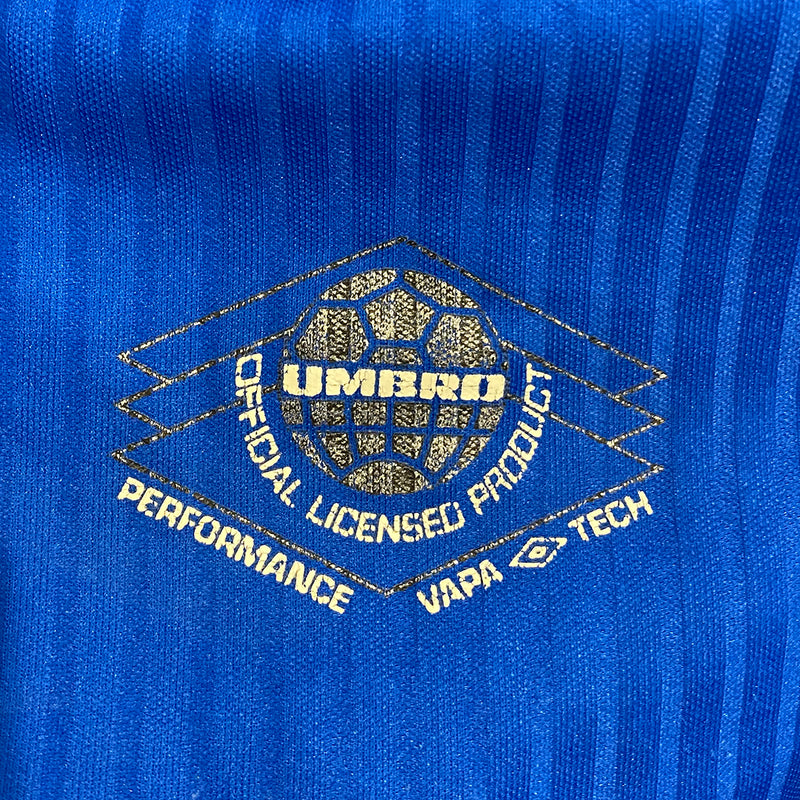 UMBRO
OFFICIAL LICENSED PRODUCT
PERFORMANCE
VAPA TECH